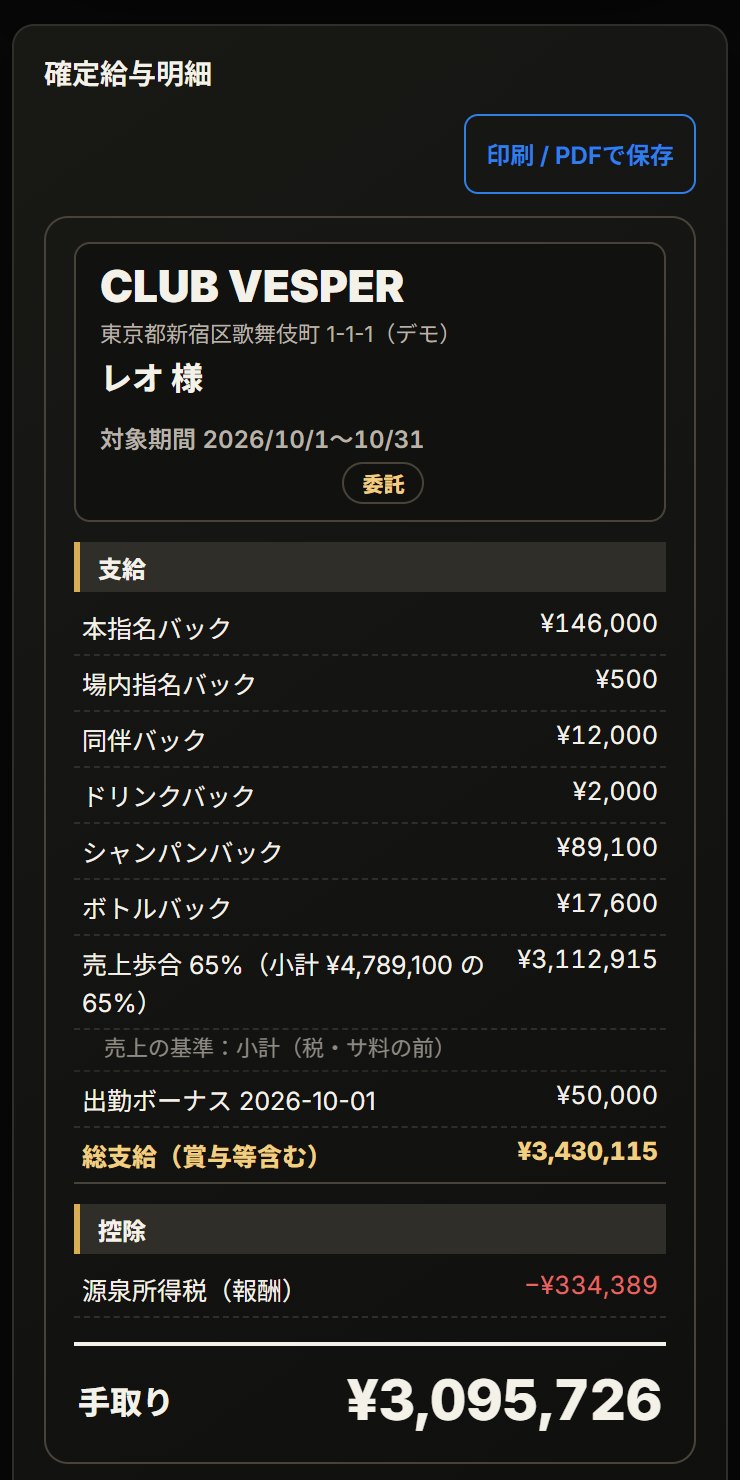 確定給与明細
印刷 / PDFで保存
CLUB VESPER
東京都新宿区歌舞伎町 1-1-1（デモ）
レオ 様
対象期間 2026/10/1〜10/31
委託
支給
本指名バック ¥146,000
場内指名バック ¥500
同伴バック ¥12,000
ドリンクバック ¥2,000
シャンパンバック ¥89,100
ボトルバック ¥17,600
売上歩合 65%（小計 ¥4,789,100 の ¥3,112,915
65%）
売上の基準：小計（税・サ料の前）
出勤ボーナス 2026-10-01 ¥50,000
総支給（賞与等含む） ¥3,430,115
控除
源泉所得税（報酬） −¥334,389
手取り ¥3,095,726